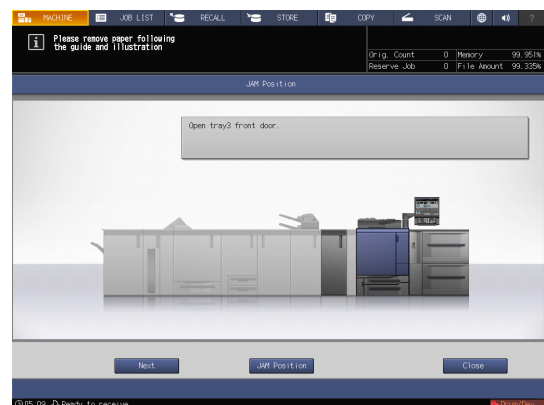 MACHINE JOB LIST RECALL STORE COPY SCAN ?
i Please remove paper following
the guide and illustration
Orig. Count 0 Memory 99.951%
Reserve Job 0 File Amount 99.335%
JAM Position
Open tray3 front door.
Next JAM Position Close
05:09 Ready to receive Drum/Dev.